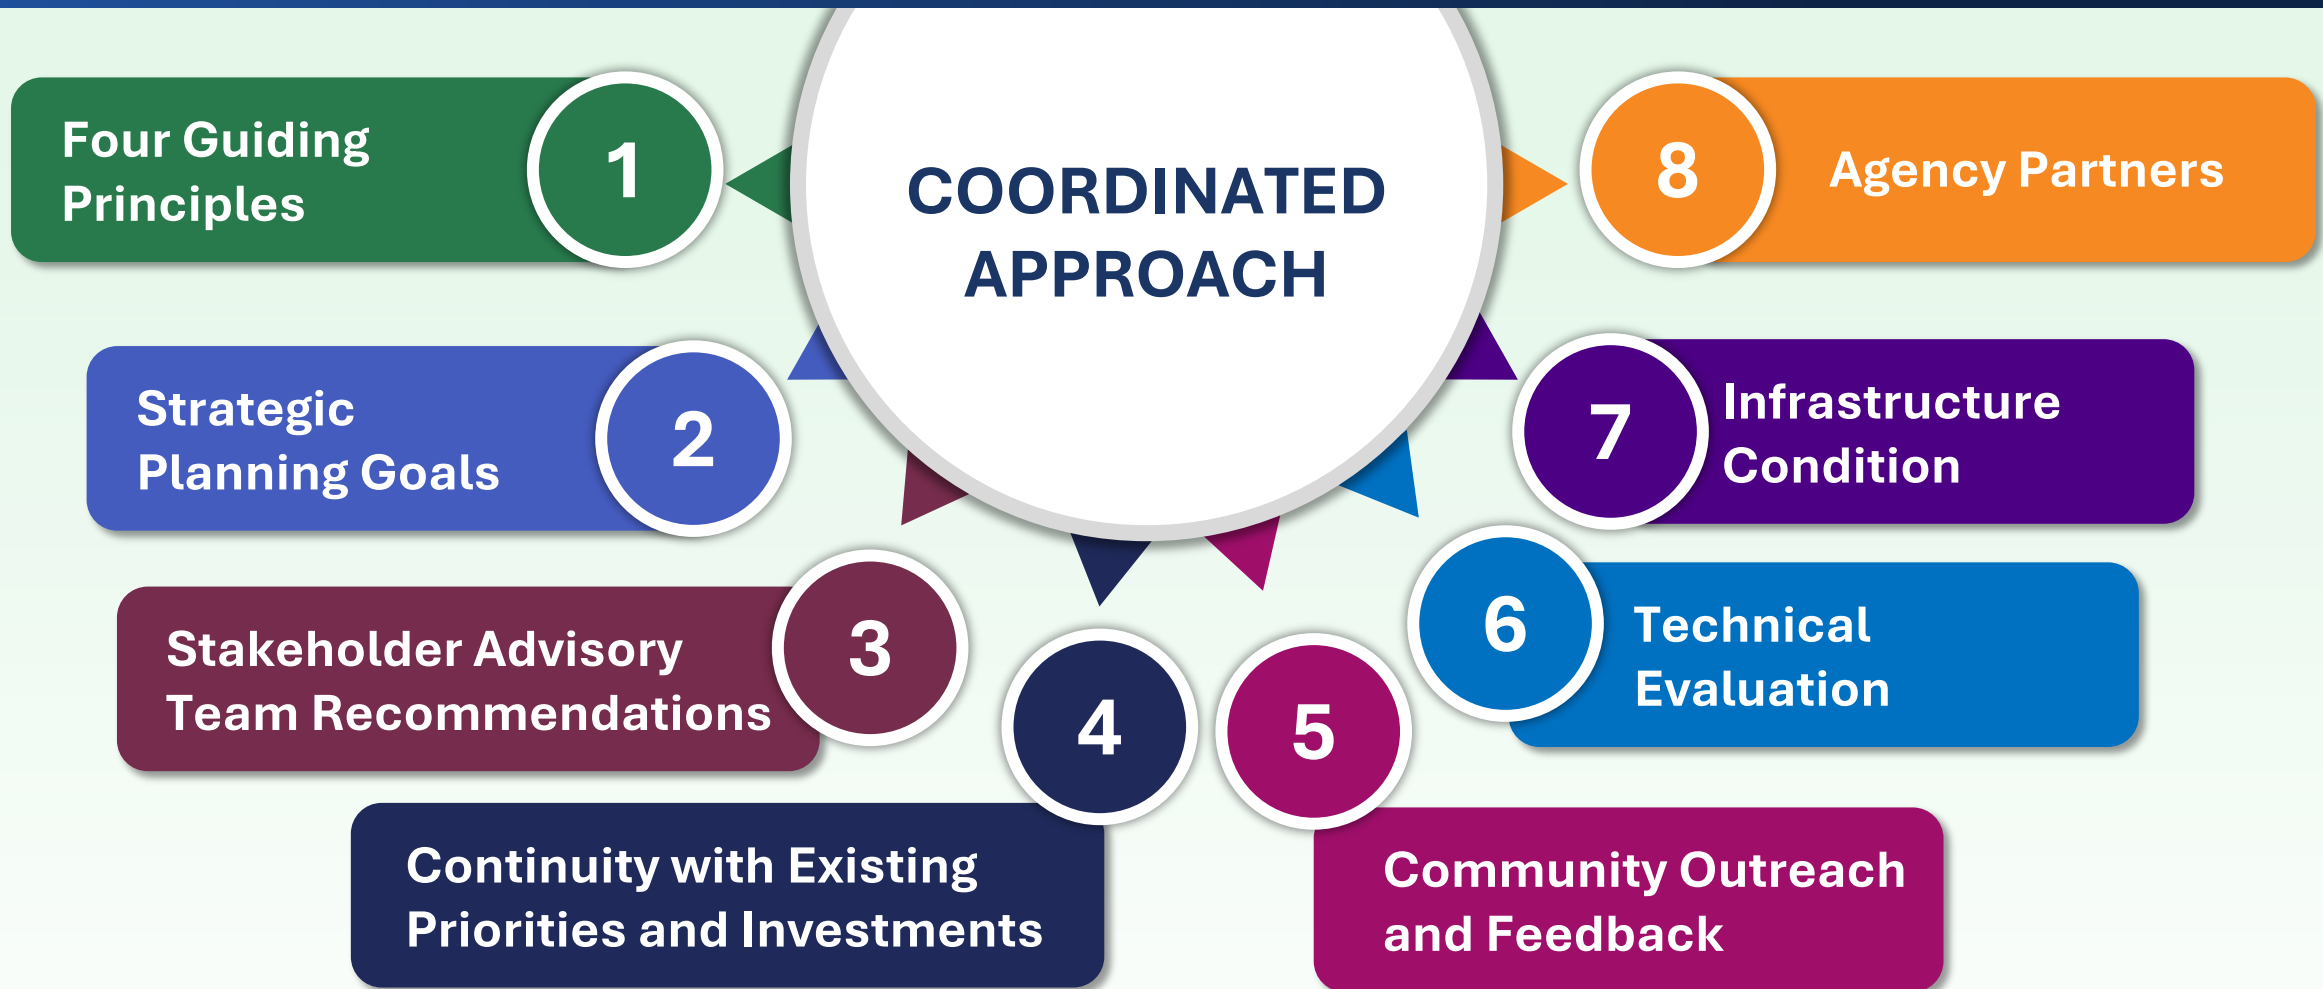 COORDINATED
APPROACH
1
Four Guiding
Principles
2
Strategic
Planning Goals
3
Stakeholder Advisory
Team Recommendations
4
Continuity with Existing
Priorities and Investments
5
Community Outreach
and Feedback
6
Technical
Evaluation
7
Infrastructure
Condition
8
Agency Partners